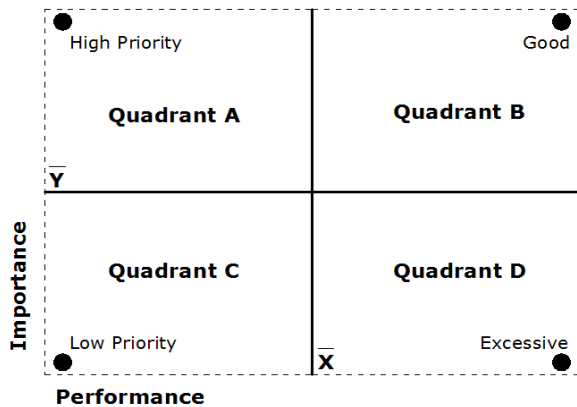 High Priority
Good
Quadrant A
Quadrant B
Y̅
Quadrant C
Quadrant D
Importance
Low Priority
X̅
Excessive
Performance